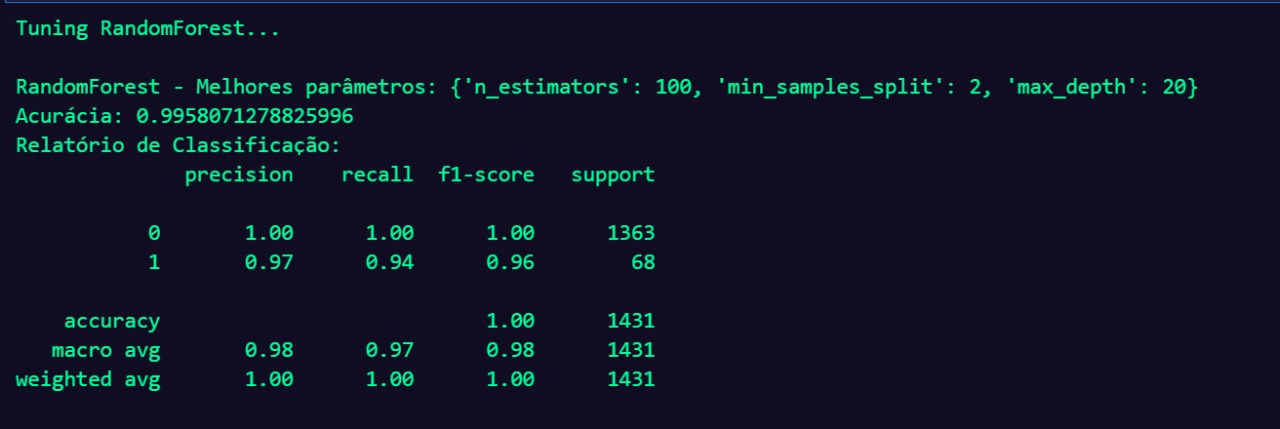 Tuning RandomForest...
RandomForest - Melhores parâmetros: {'n_estimators': 100, 'min_samples_split': 2, 'max_depth': 20}
Acurácia: 0.9958071278825996
Relatório de Classificação:
precision recall f1-score support
0 1.00 1.00 1.00 1363
1 0.97 0.94 0.96 68
accuracy 1.00 1431
macro avg 0.98 0.97 0.98 1431
weighted avg 1.00 1.00 1.00 1431